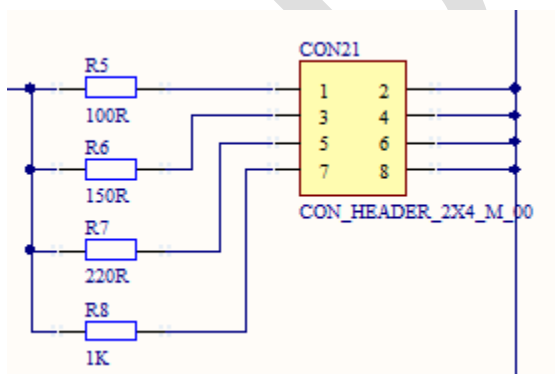 CON21
R5
1 2
100R
3 4
R6
5 6
7 8
150R
CON_HEADER_2X4_M_00
R7
220R
R8
1K